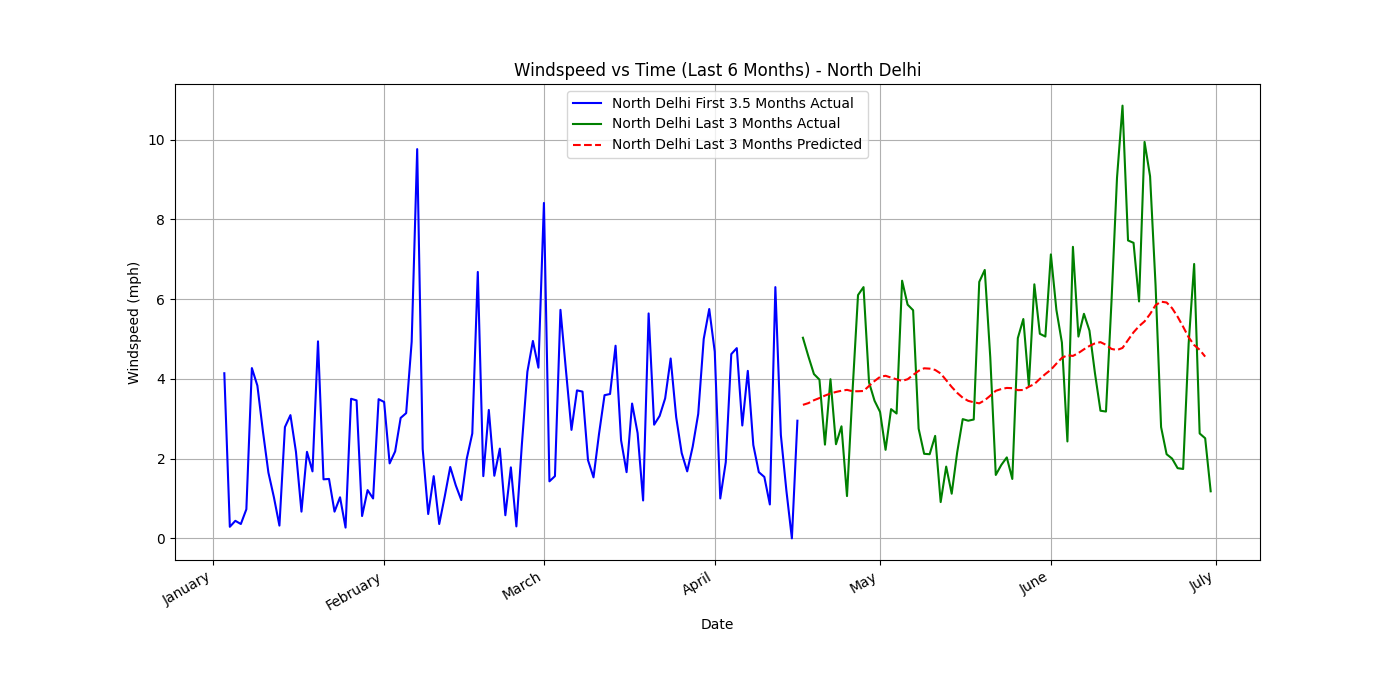 Windspeed vs Time (Last 6 Months) - North Delhi
North Delhi First 3.5 Months Actual
North Delhi Last 3 Months Actual
North Delhi Last 3 Months Predicted
Windspeed (mph)
10
8
6
4
2
0
January
February
March
April
May
June
July
Date